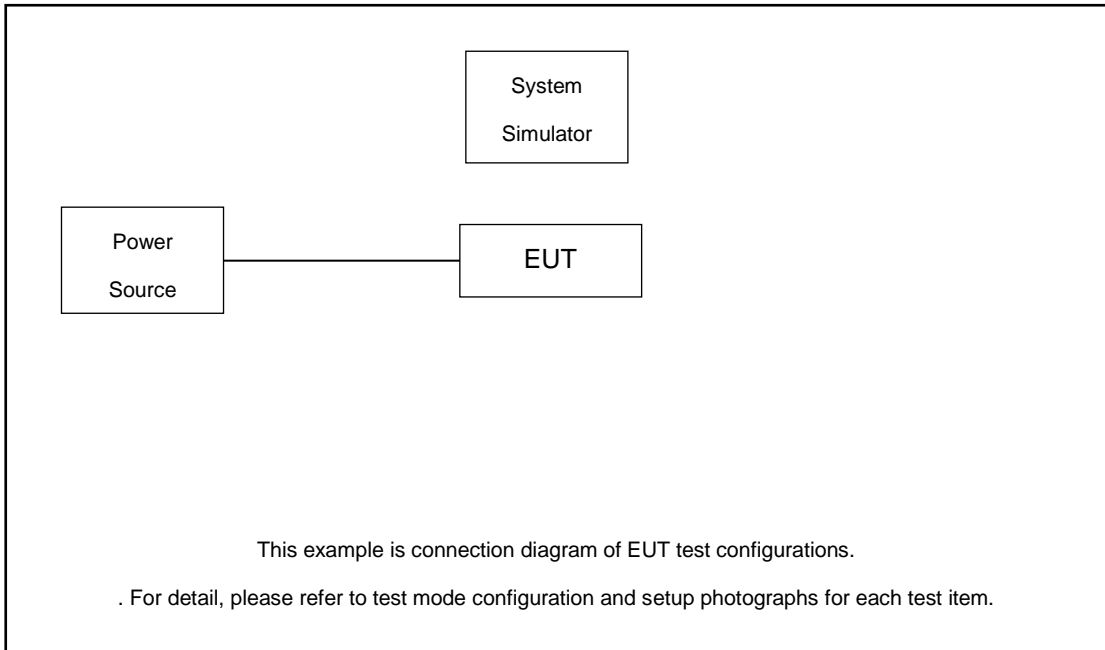 System
Simulator
Power
Source
EUT
This example is connection diagram of EUT test configurations.
. For detail, please refer to test mode configuration and setup photographs for each test item.